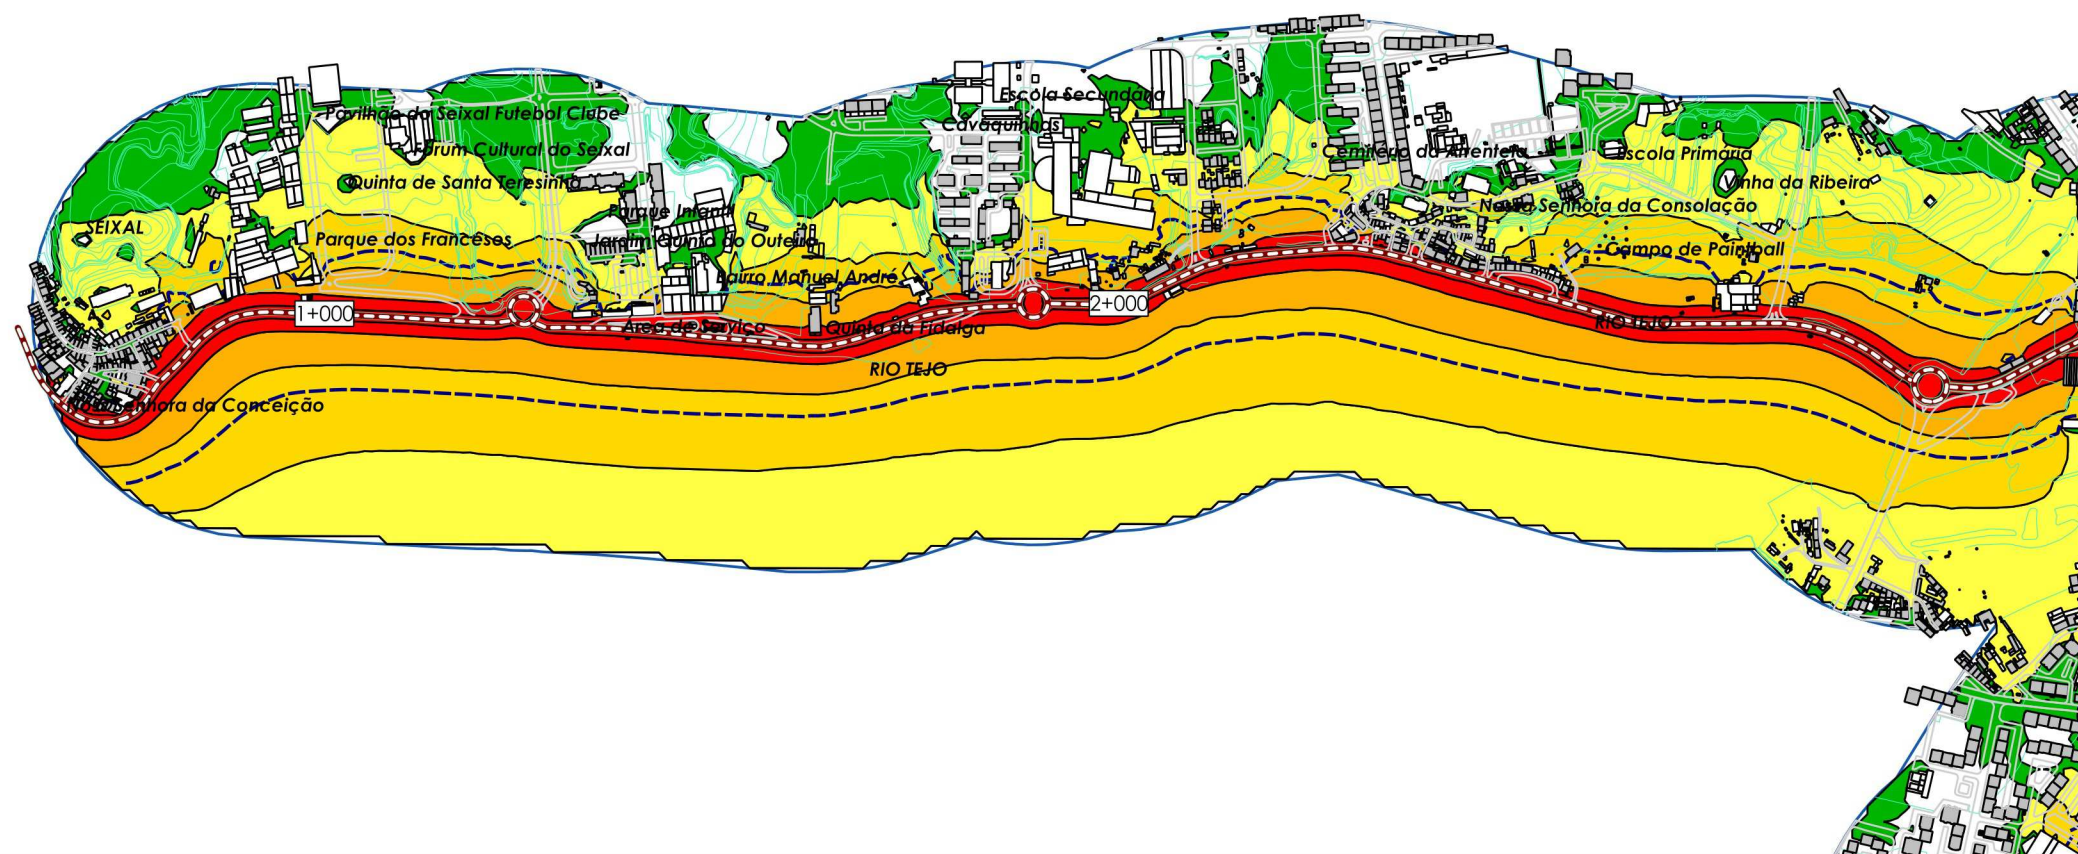 Escola Secundária
Pavilhão do Seixal Futebol Clube
Cavaquinhas
Fórum Cultural do Seixal
Cemitério da Arrentela
Escola Primária
Quinta de Santa Teresinha
Vinha da Ribeira
Parque Infantil
Nossa Senhora da Consolação
SEIXAL
Parque dos Franceses
Jardim Quinta do Outeiro
Campo de Paintball
Bairro Manuel André
1+000
2+000
Área de Serviço
Quinta da Fidalga
RIO TEJO
RIO TEJO
Nossa Senhora da Conceição